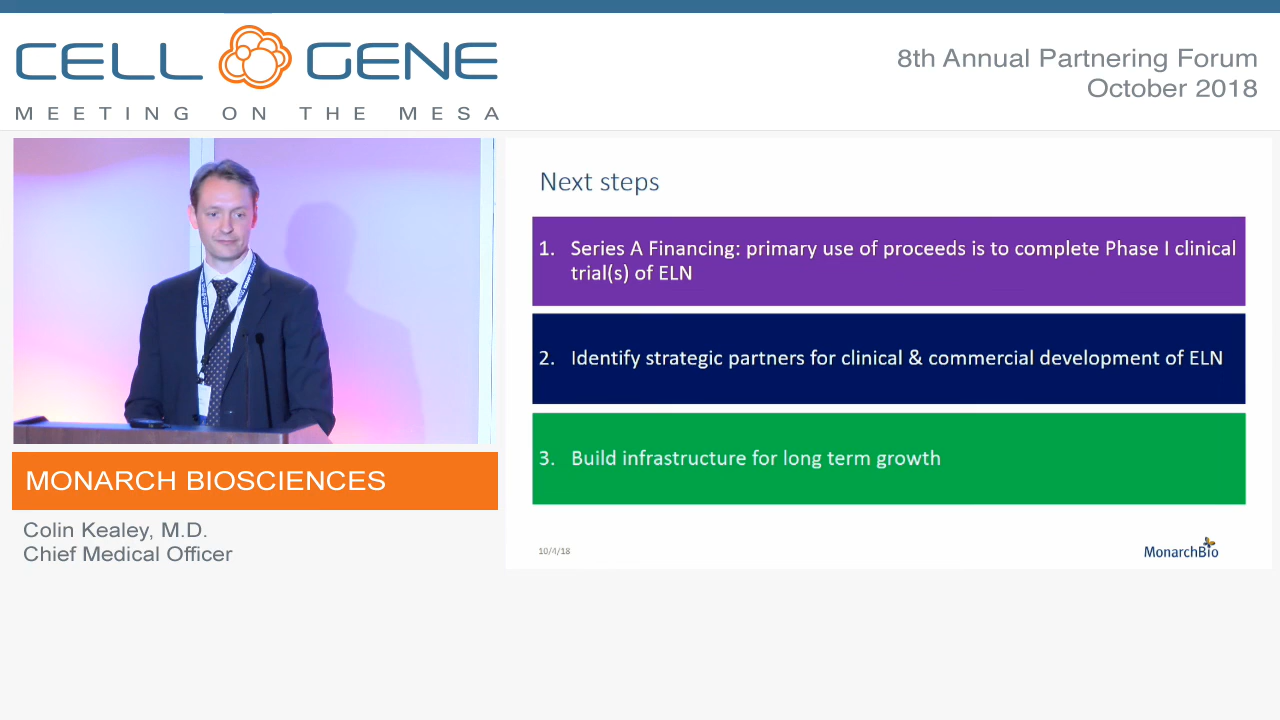 CELL GENE
MEETING ON THE MESA
8th Annual Partnering Forum
October 2018
Next steps
1. Series A Financing: primary use of proceeds is to complete Phase I clinical
trial(s) of ELN
2. Identify strategic partners for clinical & commercial development of ELN
3. Build infrastructure for long term growth
10/4/18
MonarchBio
MONARCH BIOSCIENCES
Colin Kealey, M.D.
Chief Medical Officer